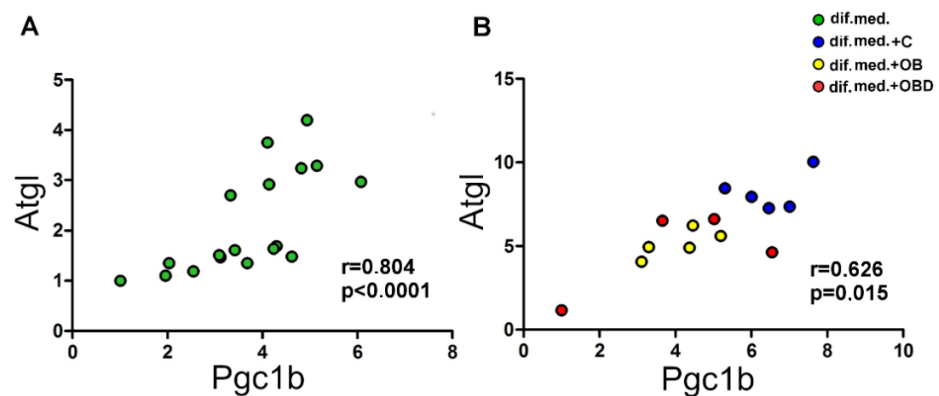 A
Atgl
5
4
3
2
1
0
0 2 4 6 8
Pgc1b
r=0.804
p<0.0001
B
dif.med.
dif.med.+C
dif.med.+OB
dif.med.+OBD
Atgl
15
10
5
0
0 2 4 6 8 10
Pgc1b
r=0.626
p=0.015